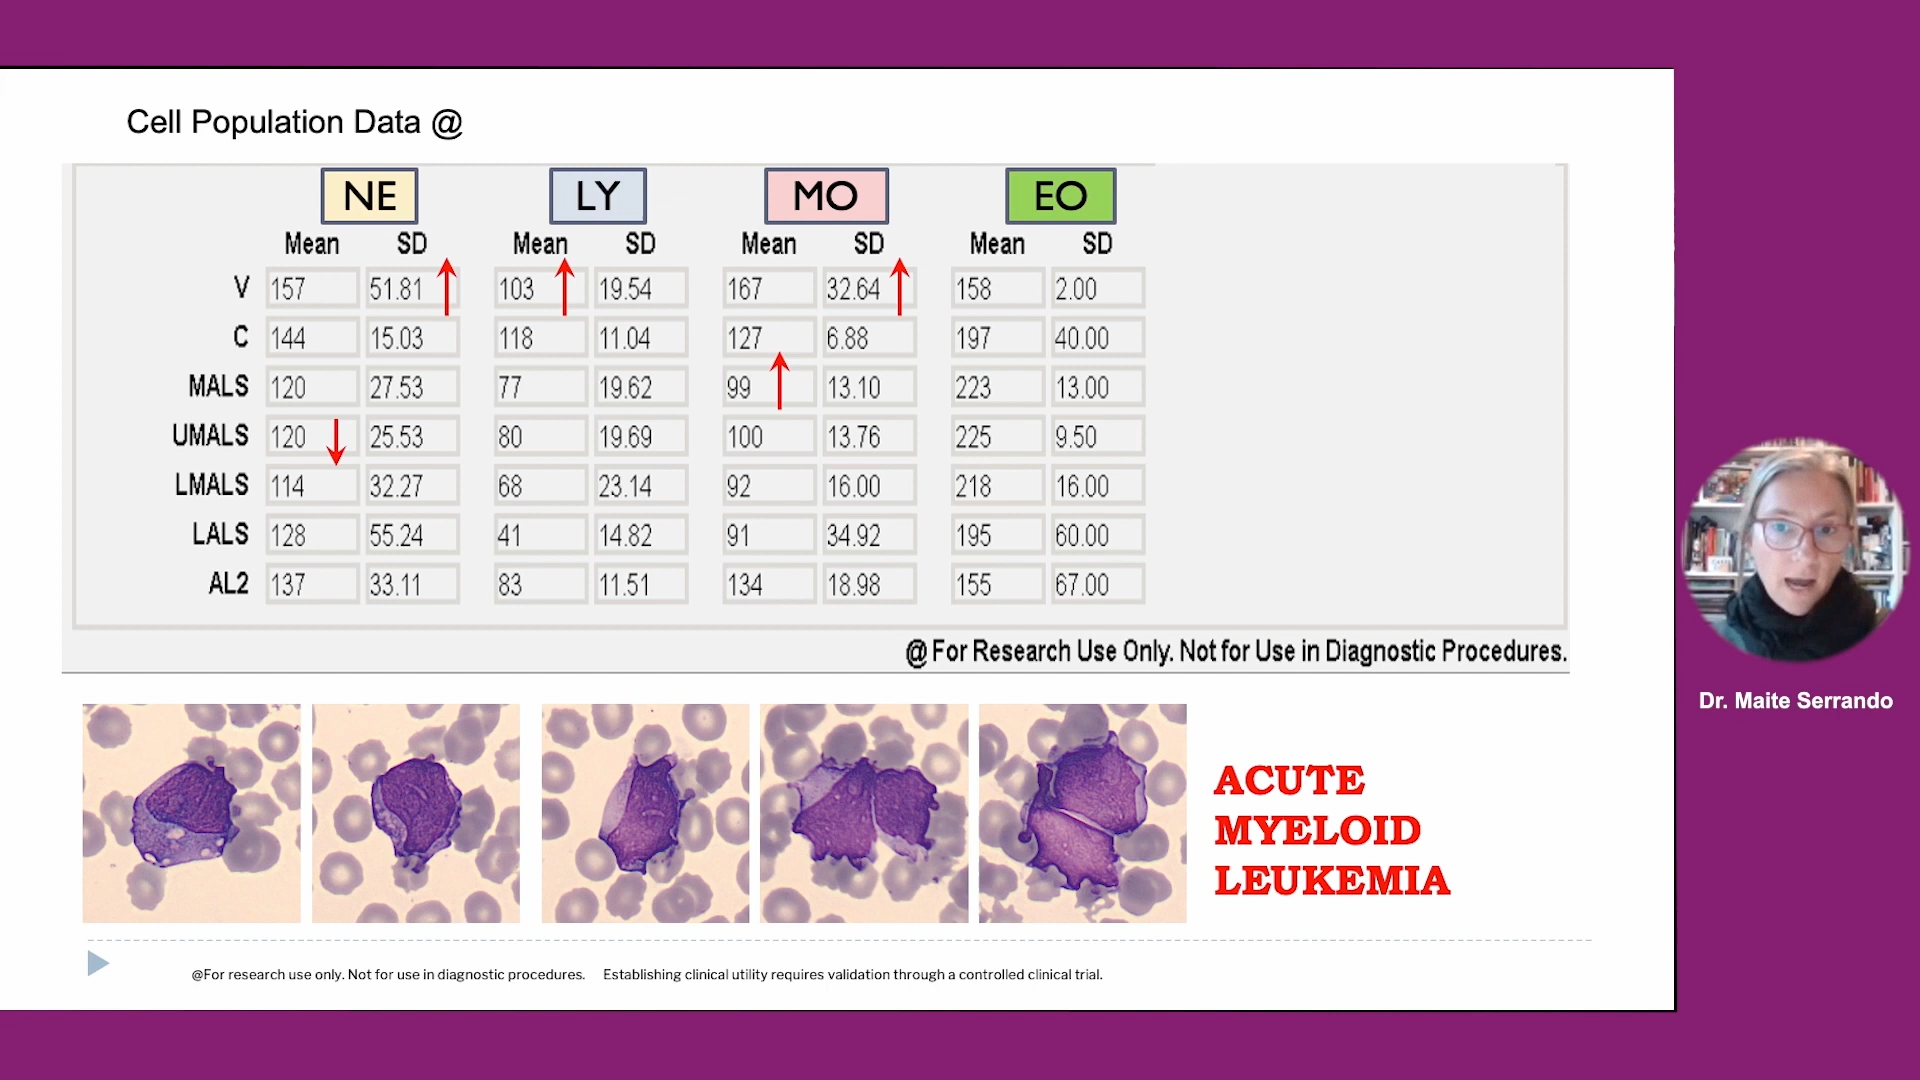 Cell Population Data @
NE LY MO EO
Mean SD Mean SD Mean SD Mean SD
V 157 51.81 103 19.54 167 32.64 158 2.00
C 144 15.03 118 11.04 127 6.88 197 40.00
MALS 120 27.53 77 19.62 99 13.10 223 13.00
UMALS 120 25.53 80 19.69 100 13.76 225 9.50
LMALS 114 32.27 68 23.14 92 16.00 218 16.00
LALS 128 55.24 41 14.82 91 34.92 195 60.00
AL2 137 33.11 83 11.51 134 18.98 155 67.00
@ For Research Use Only. Not for Use in Diagnostic Procedures.
Dr. Maite Serrando
ACUTE
MYELOID
LEUKEMIA
@For research use only. Not for use in diagnostic procedures. Establishing clinical utility requires validation through a controlled clinical trial.